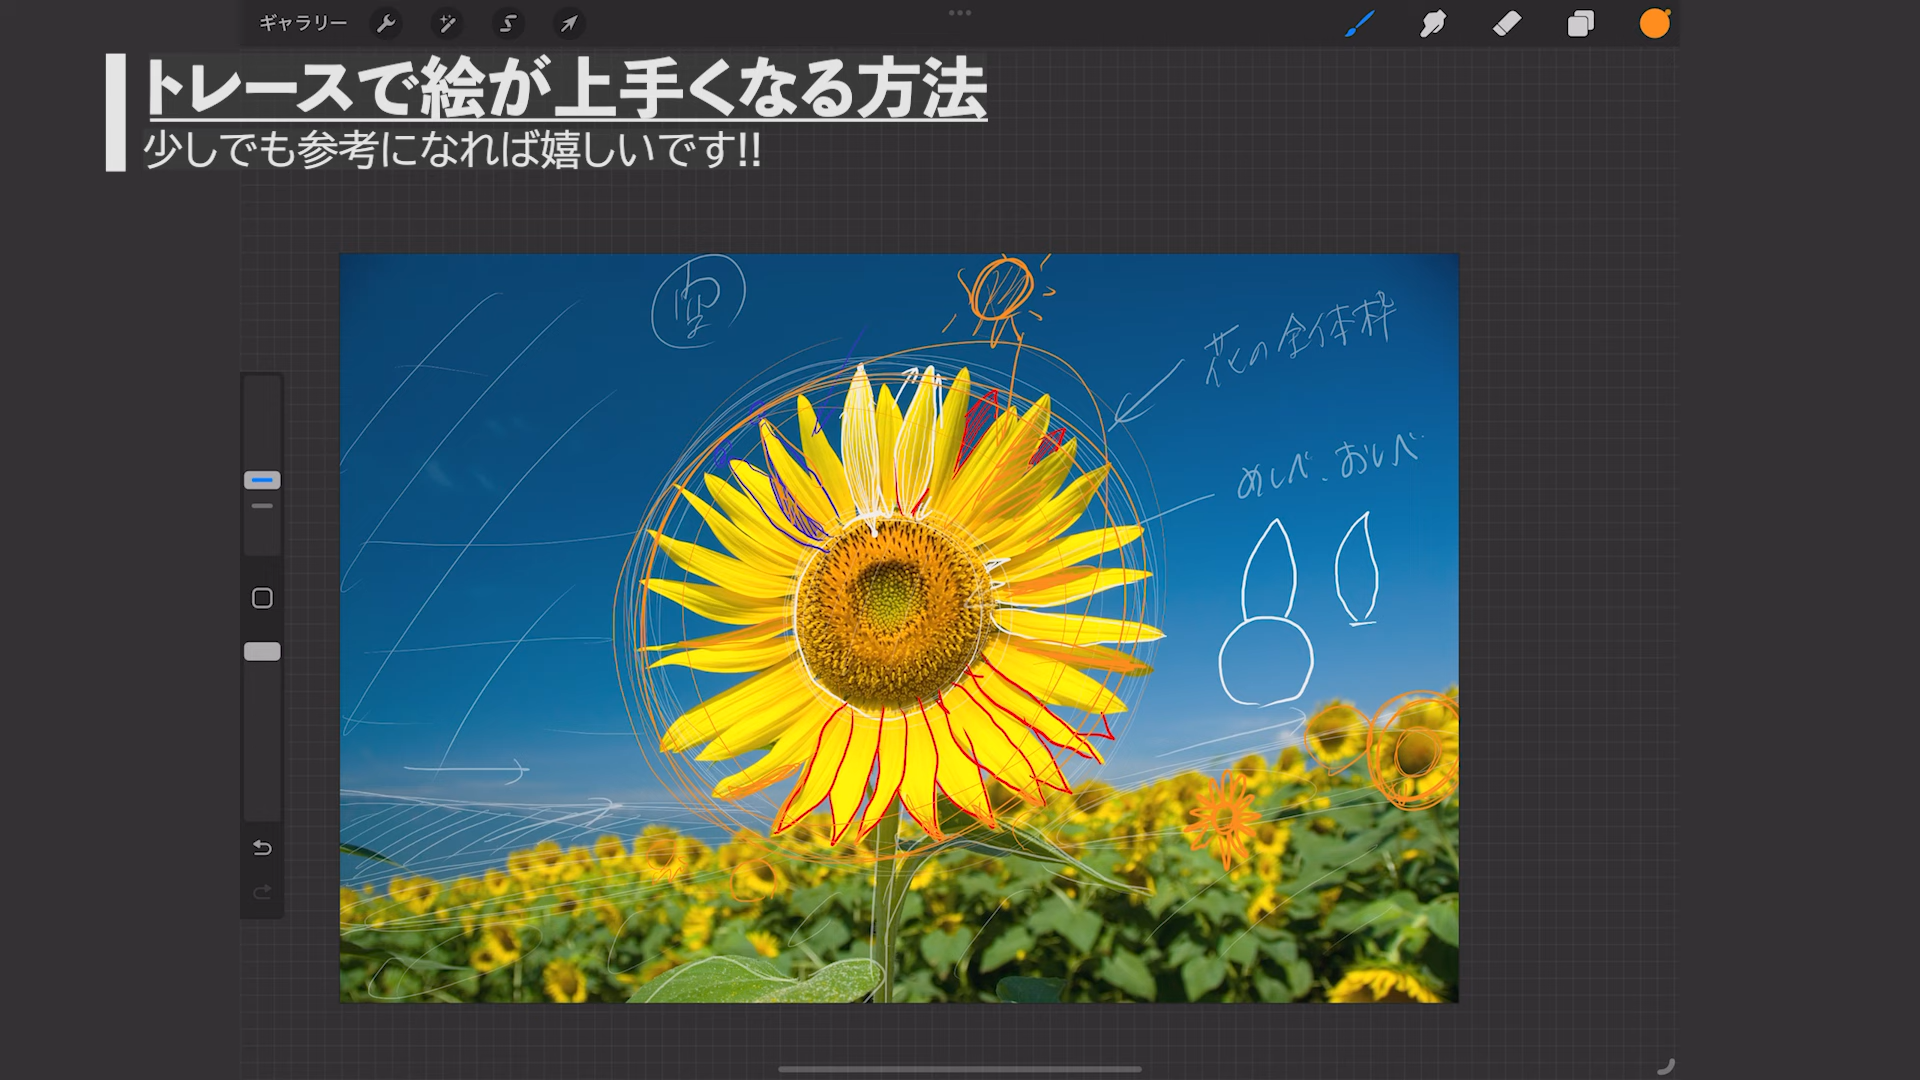 ギャラリー
トレースで絵が上手くなる方法
少しでも参考になれば嬉しいです!!
空
花の全体枠
めしべ、おしべ